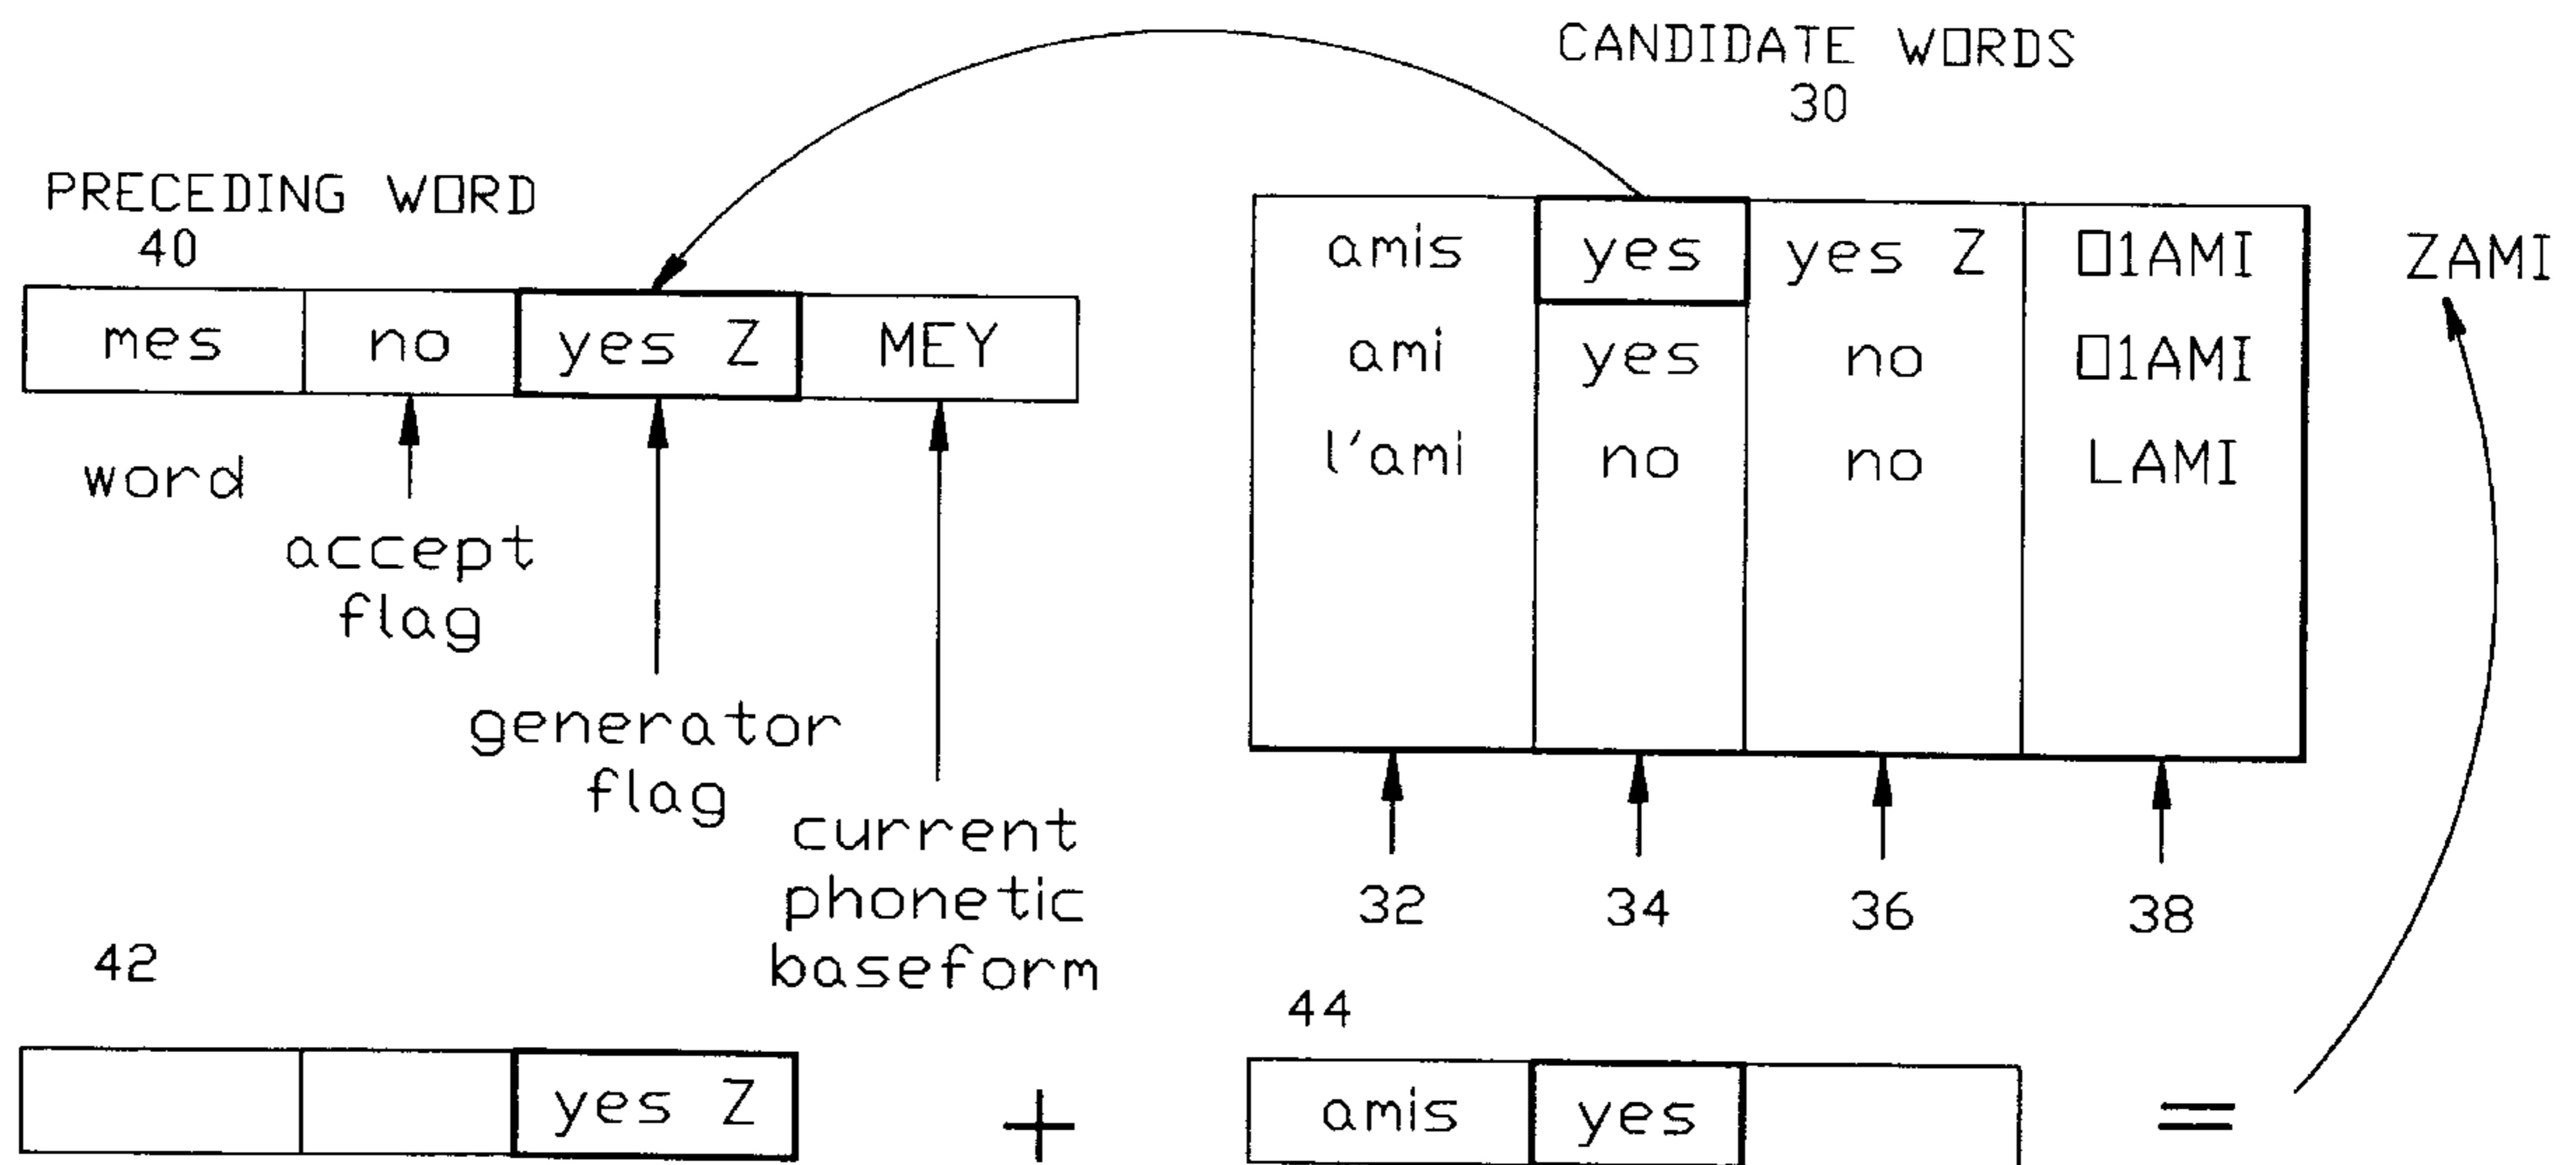 CANDIDATE WORDS
30
PRECEDING WORD
40
mes no yes Z MEY
word
accept
flag
generator
flag
current
phonetic
baseform
amis yes yes Z □1AMI
ami yes no □1AMI
l'ami no no LAMI
ZAMI
32 34 36 38
42
yes Z
+
44
amis yes
=